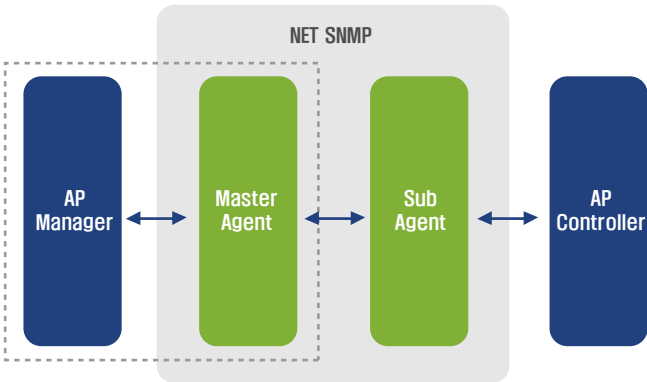 NET SNMP
AP
Manager
Master
Agent
Sub
Agent
AP
Controller